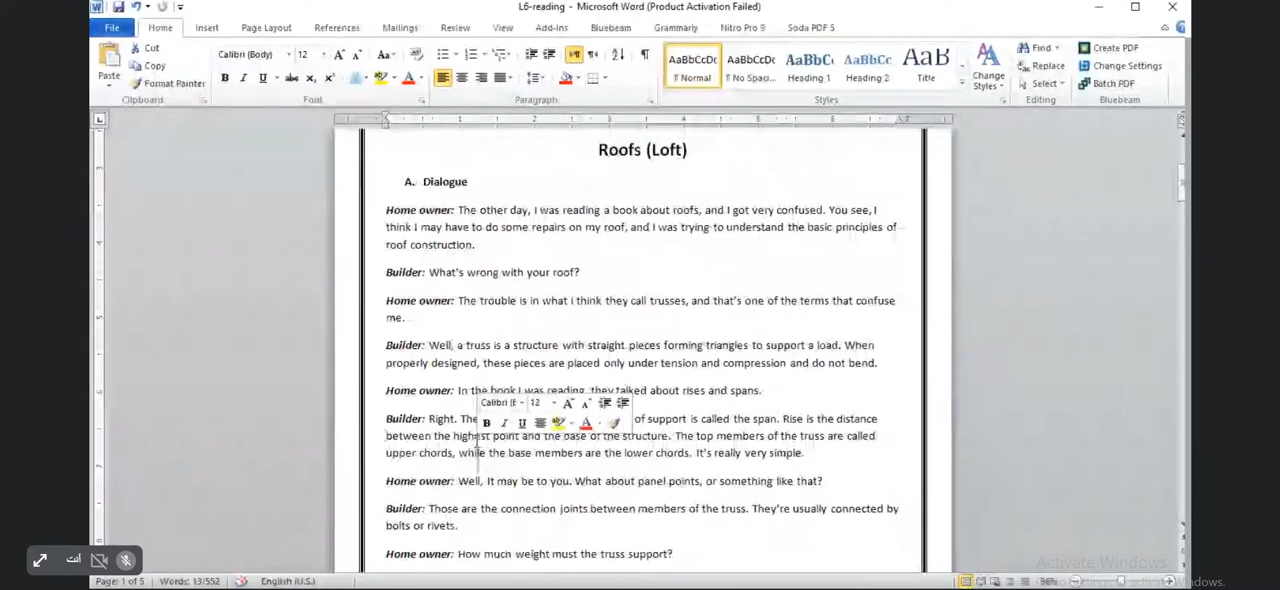 L6-reading - Microsoft Word (Product Activation Failed)
File Home Insert Page Layout References Mailings Review View Add-Ins Bluebeam Grammarly Nitro Pro 9 Soda PDF 5
Cut
Copy
Format Painter
Paste
Clipboard
Calibri (Body) 12
Font
Paragraph
AaBbCcDc AaBbCcDc AaBbC AaBbCc AaB
¶ Normal ¶ No Spaci... Heading 1 Heading 2 Title
Change Styles
Styles
Find
Replace
Select
Editing
Create PDF
Change Settings
Batch PDF
Bluebeam
Roofs (Loft)
A. Dialogue
Home owner: The other day, I was reading a book about roofs, and I got very confused. You see, I
think I may have to do some repairs on my roof, and I was trying to understand the basic principles of
roof construction.
Builder: What's wrong with your roof?
Home owner: The trouble is in what i think they call trusses, and that's one of the terms that confuse
me.
Builder: Well, a truss is a structure with straight pieces forming triangles to support a load. When
properly designed, these pieces are placed only under tension and compression and do not bend.
Home owner: In the book I was reading, they talked about rises and spans.
Calibri (E 12
Builder: Right. The of support is called the span. Rise is the distance
between the highest point and the base of the structure. The top members of the truss are called
upper chords, while the base members are the lower chords. It's really very simple.
Home owner: Well, It may be to you. What about panel points, or something like that?
Builder: Those are the connection joints between members of the truss. They're usually connected by
bolts or rivets.
Home owner: How much weight must the truss support?
انت
Activate Windows
Page: 1 of 5 Words: 13/552 English (U.S.) 96%